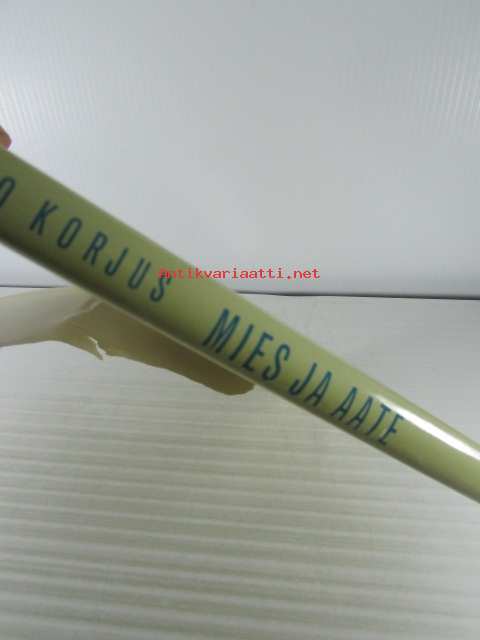 O KORJUS MIES JA AATE
Antikvariaatti.net